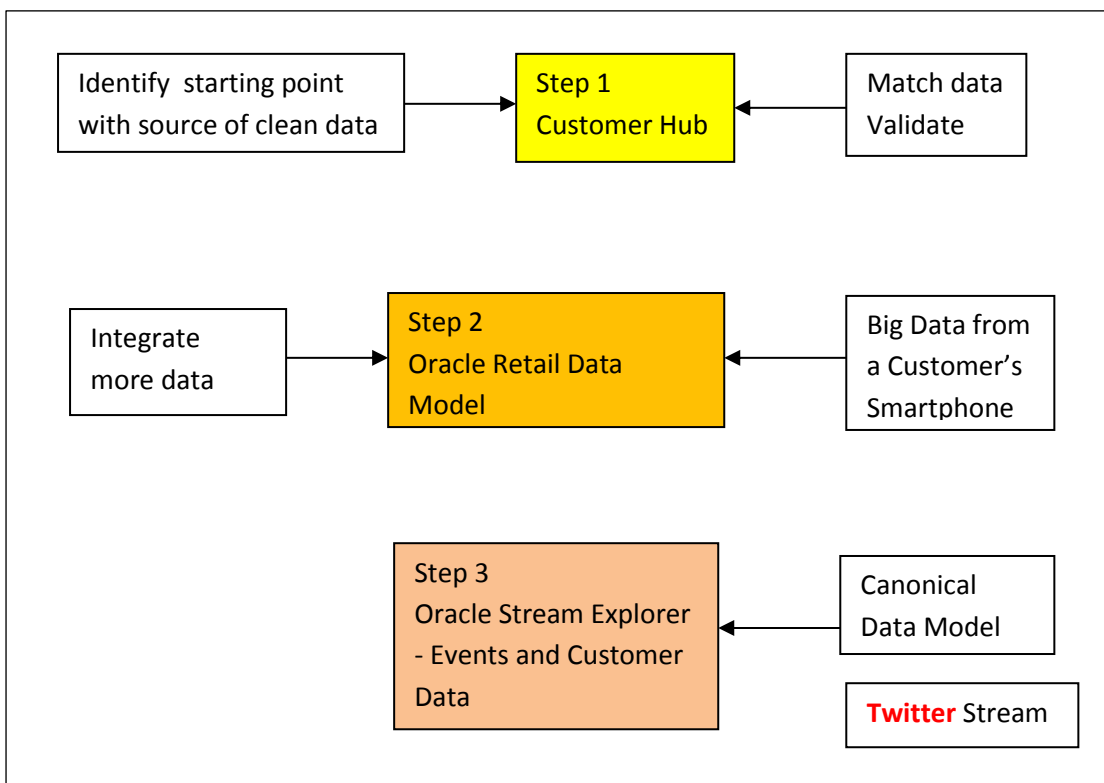 Identify starting point
with source of clean data
Step 1
Customer Hub
Match data
Validate
Integrate
more data
Step 2
Oracle Retail Data
Model
Big Data from
a Customer’s
Smartphone
Step 3
Oracle Stream Explorer
- Events and Customer
Data
Canonical
Data Model
Twitter Stream